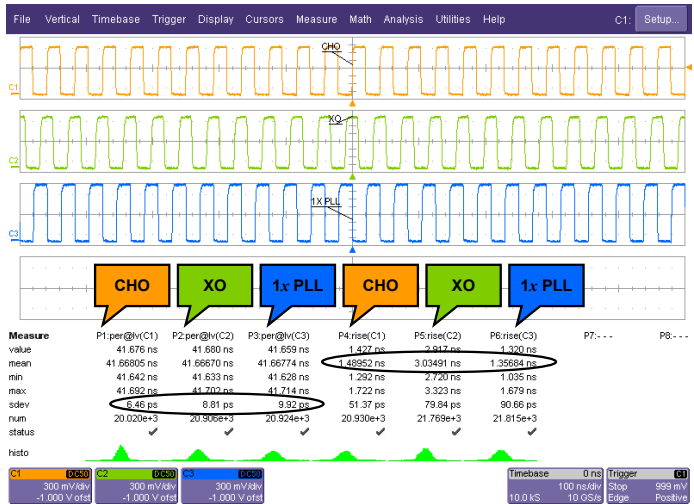 File Vertical Timebase Trigger Display Cursors Measure Math Analysis Utilities Help C1: Setup...
CHO
C1
XO
C2
1X PLL
C3
CHO XO 1x PLL CHO XO 1x PLL
Measure P1:per@lv(C1) P2:per@lv(C2) P3:per@lv(C3) P4:rise(C1) P5:rise(C2) P6:rise(C3) P7:- - - P8:- - -
value 41.676 ns 41.680 ns 41.659 ns 1.427 ns 2.917 ns 1.320 ns
mean 41.66805 ns 41.66670 ns 41.66774 ns 1.48952 ns 3.03491 ns 1.35684 ns
min 41.642 ns 41.633 ns 41.628 ns 1.292 ns 2.720 ns 1.035 ns
max 41.692 ns 41.702 ns 41.714 ns 1.722 ns 3.323 ns 1.679 ns
sdev 6.46 ps 8.81 ps 9.92 ps 51.37 ps 79.84 ps 90.66 ps
num 20.020e+3 20.906e+3 20.924e+3 20.930e+3 21.769e+3 21.815e+3
status
histo
C1 DC50 C2 DC50 C3 DC50 Timebase 0 ns Trigger C1
300 mV/div 300 mV/div 300 mV/div 100 ns/div Stop 999 mV
-1.000 V ofst -1.000 V ofst -1.000 V ofst 10.0 kS 10 GS/s Edge Positive